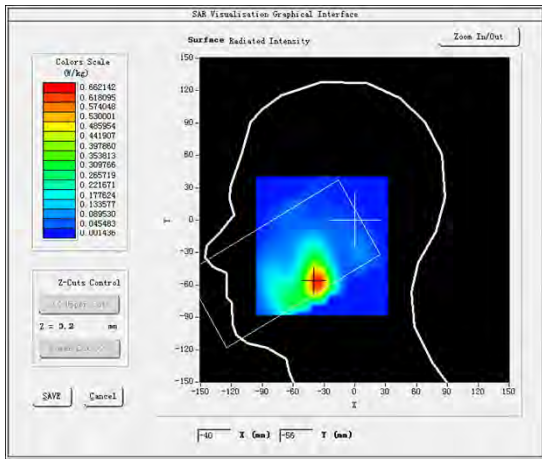 SAR Visualisation Graphical Interface
Surface Radiated Intensity
Zoom In/Out
Colors Scale
(W/kg)
0.662142
0.618095
0.574048
0.530001
0.485954
0.441907
0.397860
0.353813
0.309766
0.265719
0.221671
0.177624
0.133577
0.089530
0.045483
0.001436
150
120
90
60
30
0
-30
-60
-90
-120
-150
Y
-150 -120 -90 -60 -30 0 30 60 90 120 150
X
Z-Cuts Control
Z = 3.2 mm
SAVE
Cancel
-40 X (mm) -55 Y (mm)